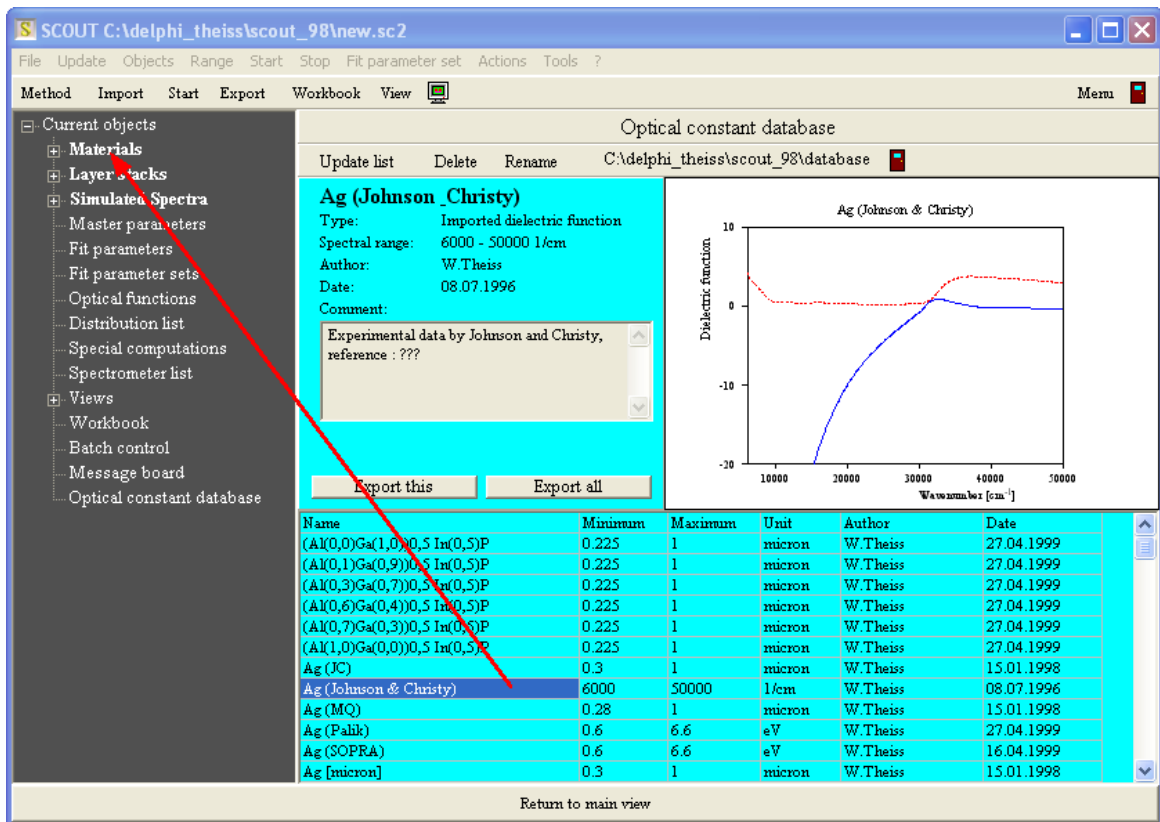 SCOUT C:\delphi_theiss\scout_98\new.sc2
File Update Objects Range Start Stop Fit parameter set Actions Tools ?
Method Import Start Export Workbook View Menu
Current objects
Materials
Layer stacks
Simulated Spectra
Master parameters
Fit parameters
Fit parameter sets
Optical functions
Distribution list
Special computations
Spectrometer list
Views
Workbook
Batch control
Message board
Optical constant database
Optical constant database
Update list Delete Rename C:\delphi_theiss\scout_98\database
Ag (Johnson _Christy)
Type: Imported dielectric function
Spectral range: 6000 - 50000 1/cm
Author: W.Theiss
Date: 08.07.1996
Comment:
Experimental data by Johnson and Christy,
reference : ???
Export this Export all
Ag (Johnson & Christy)
Dielectric function
10
0
-10
-20
10000 20000 30000 40000 50000
Wavenumber [cm⁻¹]
Name Minimum Maximum Unit Author Date
(Al(0,0)Ga(1,0))0,5 In(0,5)P 0.225 1 micron W.Theiss 27.04.1999
(Al(0,1)Ga(0,9))0,5 In(0,5)P 0.225 1 micron W.Theiss 27.04.1999
(Al(0,3)Ga(0,7))0,5 In(0,5)P 0.225 1 micron W.Theiss 27.04.1999
(Al(0,6)Ga(0,4))0,5 In(0,5)P 0.225 1 micron W.Theiss 27.04.1999
(Al(0,7)Ga(0,3))0,5 In(0,5)P 0.225 1 micron W.Theiss 27.04.1999
(Al(1,0)Ga(0,0))0,5 In(0,5)P 0.225 1 micron W.Theiss 27.04.1999
Ag (JC) 0.3 1 micron W.Theiss 15.01.1998
Ag (Johnson & Christy) 6000 50000 1/cm W.Theiss 08.07.1996
Ag (MQ) 0.28 1 micron W.Theiss 15.01.1998
Ag (Palik) 0.6 6.6 eV W.Theiss 27.04.1999
Ag (SOPRA) 0.6 6.6 eV W.Theiss 16.04.1999
Ag [micron] 0.3 1 micron W.Theiss 15.01.1998
Return to main view